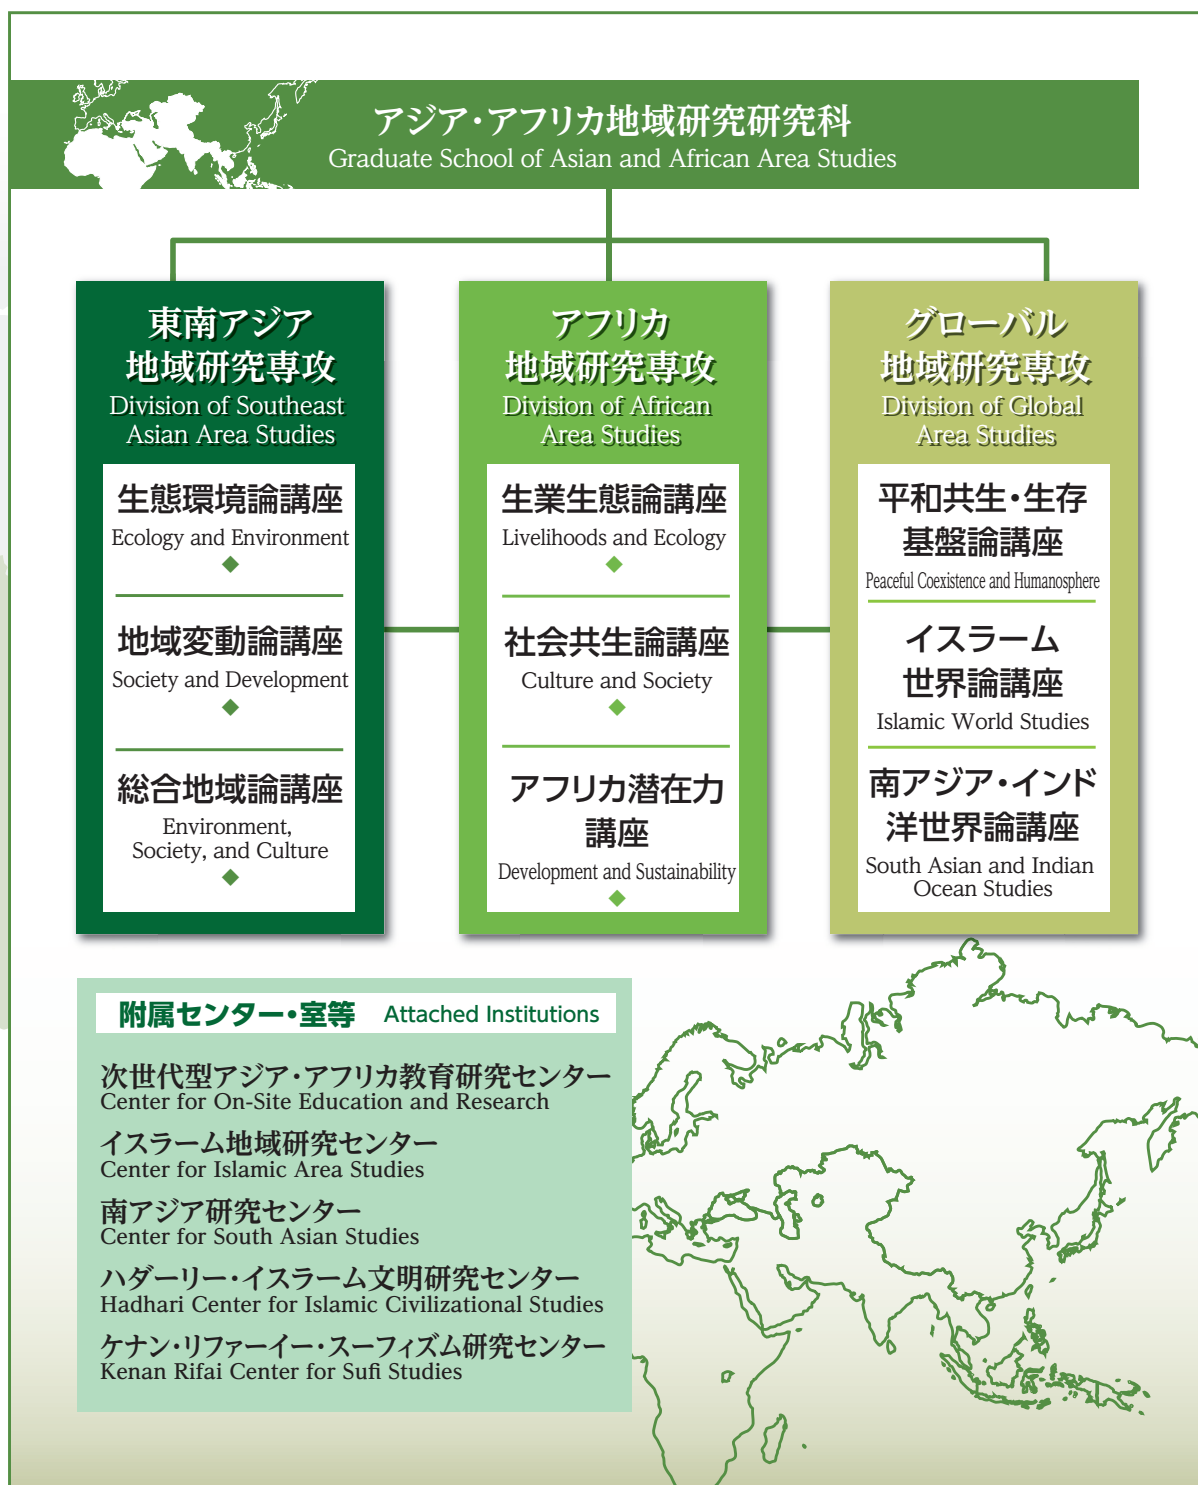 アジア・アフリカ地域研究研究科
Graduate School of Asian and African Area Studies
東南アジア
地域研究専攻
Division of Southeast
Asian Area Studies
生態環境論講座
Ecology and Environment
地域変動論講座
Society and Development
総合地域論講座
Environment,
Society, and Culture
アフリカ
地域研究専攻
Division of African
Area Studies
生業生態論講座
Livelihoods and Ecology
社会共生論講座
Culture and Society
アフリカ潜在力
講座
Development and Sustainability
グローバル
地域研究専攻
Division of Global
Area Studies
平和共生・生存
基盤論講座
Peaceful Coexistence and Humanosphere
イスラーム
世界論講座
Islamic World Studies
南アジア・インド
洋世界論講座
South Asian and Indian
Ocean Studies
附属センター・室等 Attached Institutions
次世代型アジア・アフリカ教育研究センター
Center for On-Site Education and Research
イスラーム地域研究センター
Center for Islamic Area Studies
南アジア研究センター
Center for South Asian Studies
ハダーリー・イスラーム文明研究センター
Hadhari Center for Islamic Civilizational Studies
ケナン・リファーイー・スーフィズム研究センター
Kenan Rifai Center for Sufi Studies